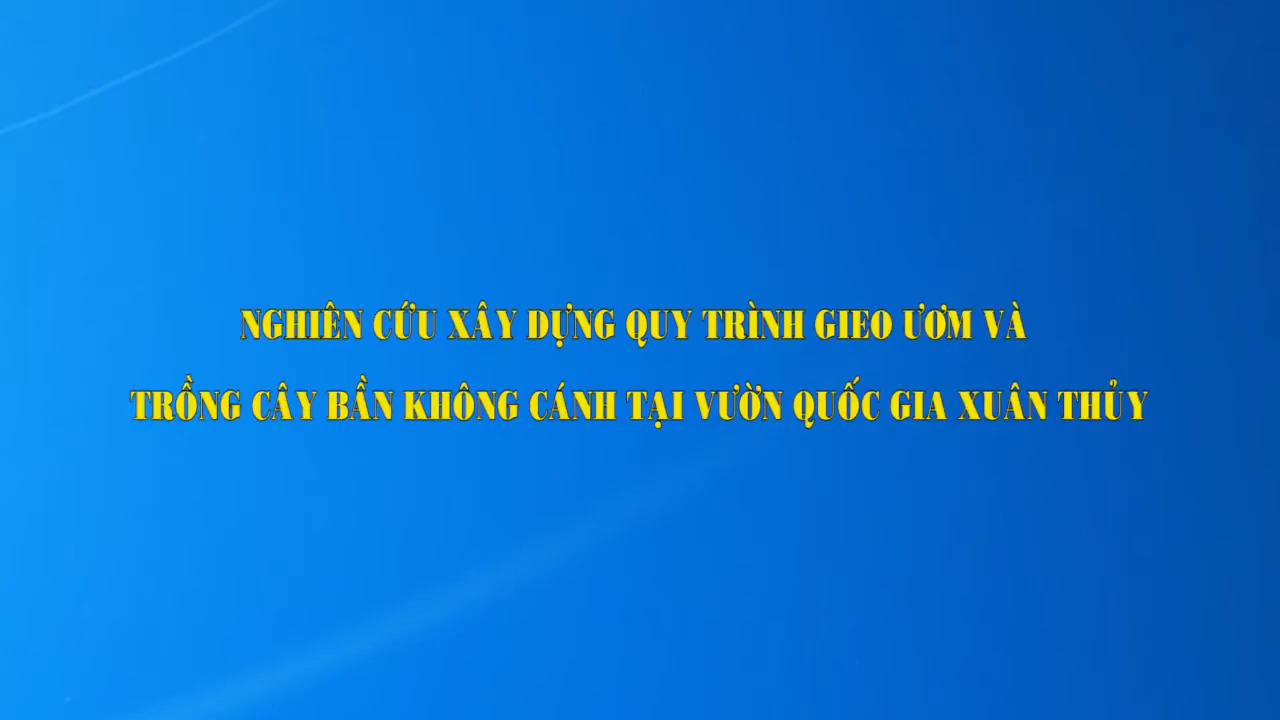 NGHIÊN CỨU XÂY DỰNG QUY TRÌNH GIEO ƯƠM VÀ
TRỒNG CÂY BẦN KHÔNG CÁNH TẠI VƯỜN QUỐC GIA XUÂN THỦY